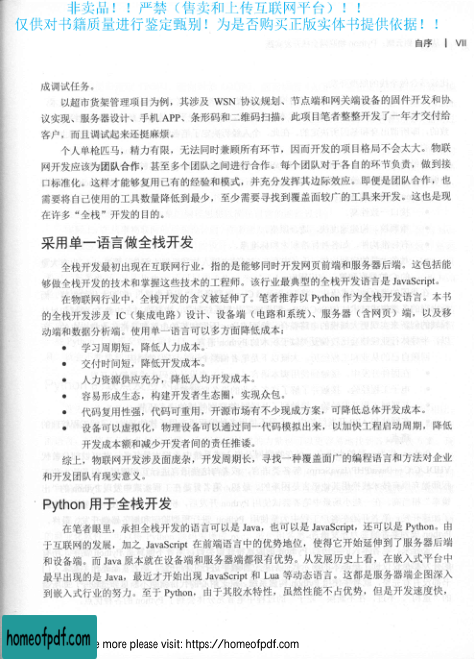 非卖品！！严禁（售卖和上传互联网平台）！！
仅供对书籍质量进行鉴定甄别！为是否购买正版实体书提供依据！！
自序 | VII
成调试任务。
以超市货架管理项目为例，其涉及 WSN 协议规划、节点端和网关端设备的固件开发和协
议实现、服务器设计、手机 APP、条形码和二维码扫描。此项目笔者整整开发了一年才交付给
客户，而且调试起来还挺麻烦。
个人单枪匹马，精力有限，无法同时兼顾所有环节，因而开发的项目格局不会太大。物联
网开发应该为团队合作，甚至多个团队之间进行合作。每个团队对于各自的环节负责，做到接
口标准化。这样才能够复用已有的经验和模式，并充分发挥其边际效应。即便是团队合作，也
需要将自己使用的工具数量降低到最少，至少需要寻找到覆盖面较广的工具来开发。这也是现
在许多“全栈”开发的目的。
采用单一语言做全栈开发
全栈开发最初出现在互联网行业，指的是能够同时开发网页前端和服务器后端。这包括能
够做全栈开发的技术和掌握这些技术的工程师。该行业最典型的全栈开发语言是 JavaScript。
在物联网行业中，全栈开发的含义被延伸了。笔者推荐以 Python 作为全栈开发语言。本书
的全栈开发涉及 IC（集成电路）设计、设备端（电路和系统）、服务器（含网页）端，以及移
动端和数据分析端。使用单一语言可以多方面降低成本：
• 学习周期短，降低人力成本。
• 交付时间短，降低开发成本。
• 人力资源供应充分，降低人均开发成本。
• 容易形成生态，构建开发者生态圈，实现众包。
• 代码复用性强，代码可重用，开源市场有不少现成方案，可降低总体开发成本。
• 设备可以虚拟化，物理设备可以通过同一代码模拟出来，以加快工程启动周期，降低
开发成本额和减少开发者间的责任推诿。
综上，物联网开发涉及面庞杂，开发周期长，寻找一种覆盖面广的编程语言和方法对企业
和开发团队有现实意义。
Python 用于全栈开发
在笔者眼里，承担全栈开发的语言可以是 Java，也可以是 JavaScript，还可以是 Python。由
于互联网的发展，加之 JavaScript 在前端语言中的优势地位，使得它开始延伸到了服务器后端
和设备端。而 Java 原本就在设备端和服务器端都很有优势。从发展历史上看，在嵌入式平台中
最早出现的是 Java，最近才开始出现 JavaScript 和 Lua 等动态语言。这都是服务器端企图深入
到嵌入式行业的努力。至于 Python，由于其胶水特性，虽然性能不占优势，但是开发速度快，
homeofpdf.com
e more please visit: https://homeofpdf.com